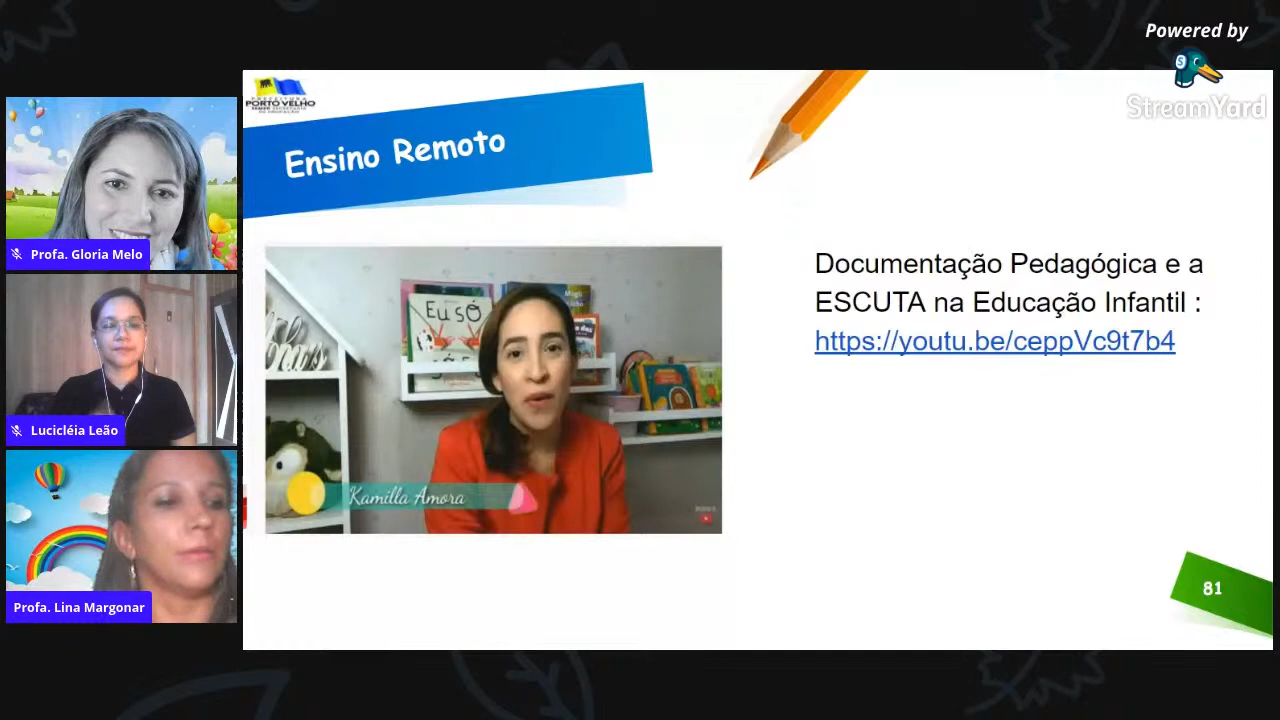 Powered by
StreamYard
PREFEITURA
PORTO VELHO
Ensino Remoto
Profa. Gloria Melo
Lucicléia Leão
Profa. Lina Margonar
EU SÓ
Kamilla Amora
Documentação Pedagógica e a
ESCUTA na Educação Infantil :
https://youtu.be/ceppVc9t7b4
81